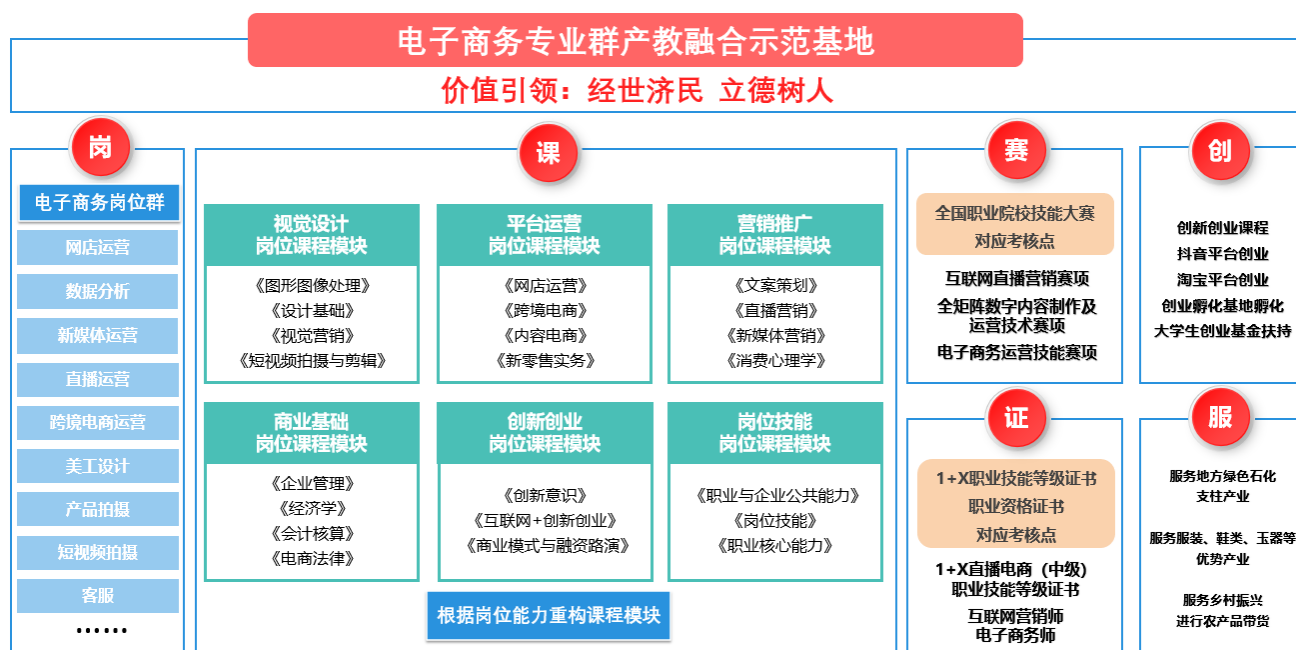 电子商务专业群产教融合示范基地
价值引领：经世济民 立德树人
岗
电子商务岗位群
网店运营
数据分析
新媒体运营
直播运营
跨境电商运营
美工设计
产品拍摄
短视频拍摄
客服
······
课
视觉设计
岗位课程模块
《图形图像处理》
《设计基础》
《视觉营销》
《短视频拍摄与剪辑》
平台运营
岗位课程模块
《网店运营》
《跨境电商》
《内容电商》
《新零售实务》
营销推广
岗位课程模块
《文案策划》
《直播营销》
《新媒体营销》
《消费心理学》
商业基础
岗位课程模块
《企业管理》
《经济学》
《会计核算》
《电商法律》
创新创业
岗位课程模块
《创新意识》
《互联网+创新创业》
《商业模式与融资路演》
岗位技能
岗位课程模块
《职业与企业公共能力》
《岗位技能》
《职业核心能力》
根据岗位能力重构课程模块
赛
全国职业院校技能大赛
对应考核点
互联网直播营销赛项
全矩阵数字内容制作及
运营技术赛项
电子商务运营技能赛项
创
创新创业课程
抖音平台创业
淘宝平台创业
创业孵化基地孵化
大学生创业基金扶持
证
1+X职业技能等级证书
职业资格证书
对应考核点
1+X直播电商（中级）
职业技能等级证书
互联网营销师
电子商务师
服
服务地方绿色石化
支柱产业
服务服装、鞋类、玉器等
优势产业
服务乡村振兴
进行农产品带货